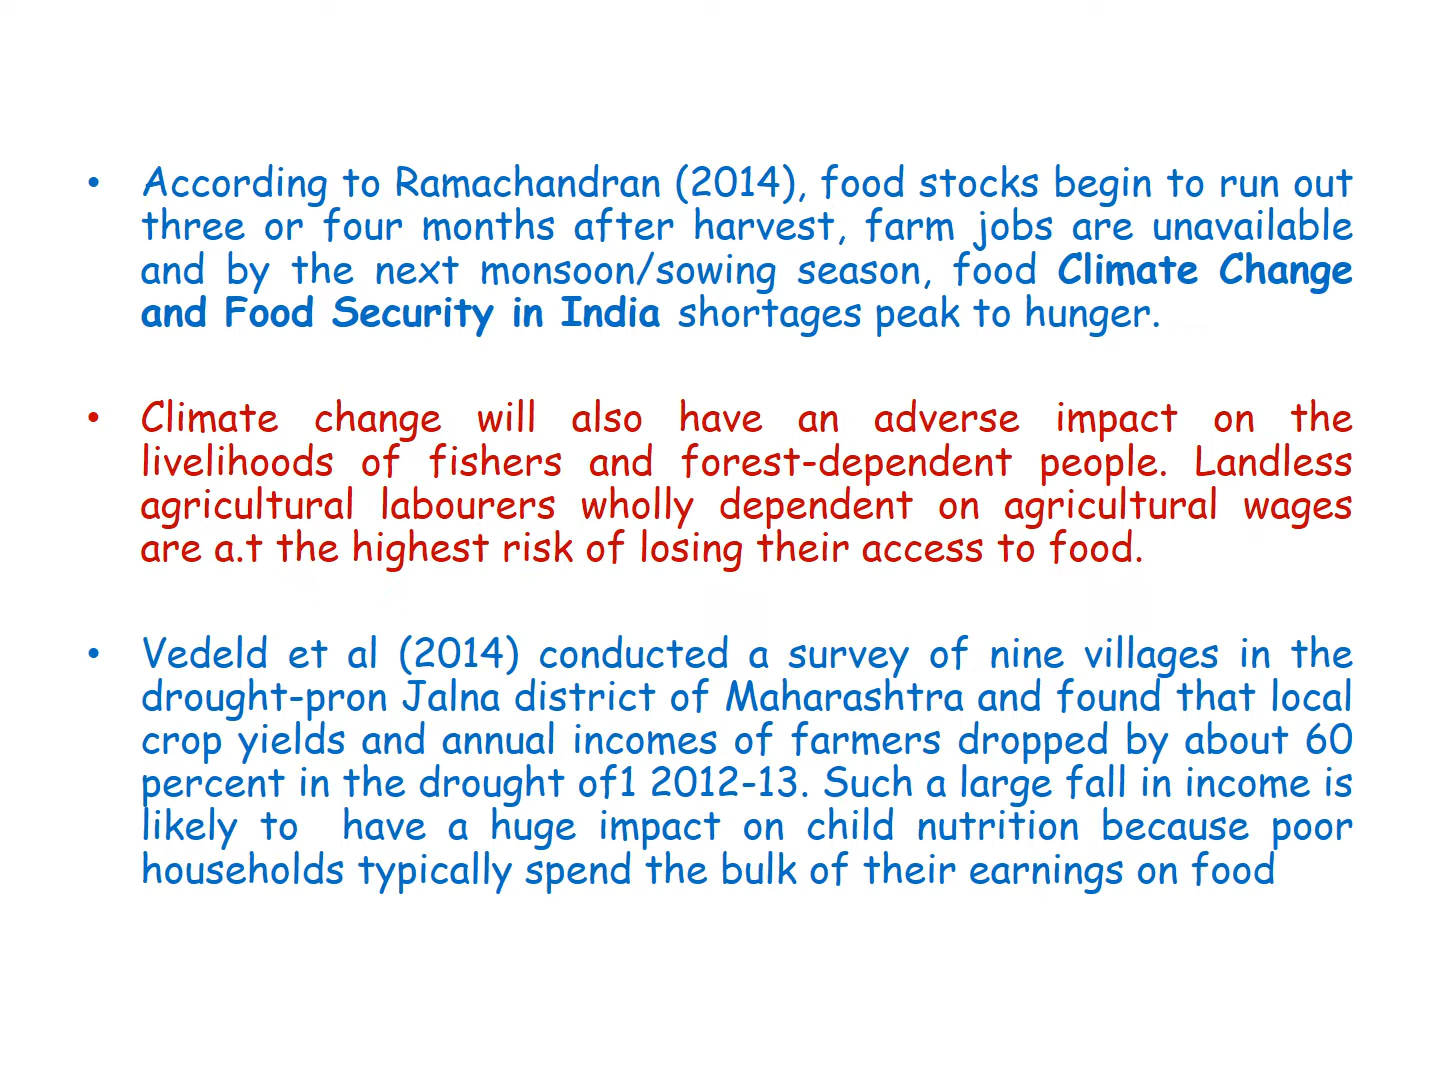 • According to Ramachandran (2014), food stocks begin to run out
three or four months after harvest, farm jobs are unavailable
and by the next monsoon/sowing season, food Climate Change
and Food Security in India shortages peak to hunger.
• Climate change will also have an adverse impact on the
livelihoods of fishers and forest-dependent people. Landless
agricultural labourers wholly dependent on agricultural wages
are a.t the highest risk of losing their access to food.
• Vedeld et al (2014) conducted a survey of nine villages in the
drought-pron Jalna district of Maharashtra and found that local
crop yields and annual incomes of farmers dropped by about 60
percent in the drought of1 2012-13. Such a large fall in income is
likely to  have a huge impact on child nutrition because poor
households typically spend the bulk of their earnings on food